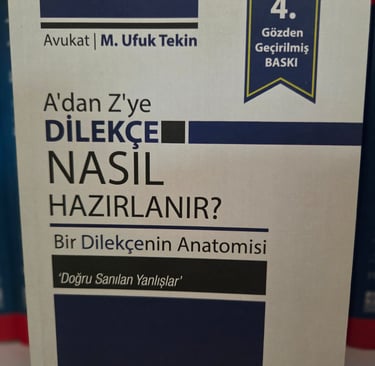 4.
Gözden
Geçirilmiş
BASKI
Avukat | M. Ufuk Tekin
A'dan Z'ye
DİLEKÇE
NASIL
HAZIRLANIR?
Bir Dilekçenin Anatomisi
'Doğru Sanılan Yanlışlar'